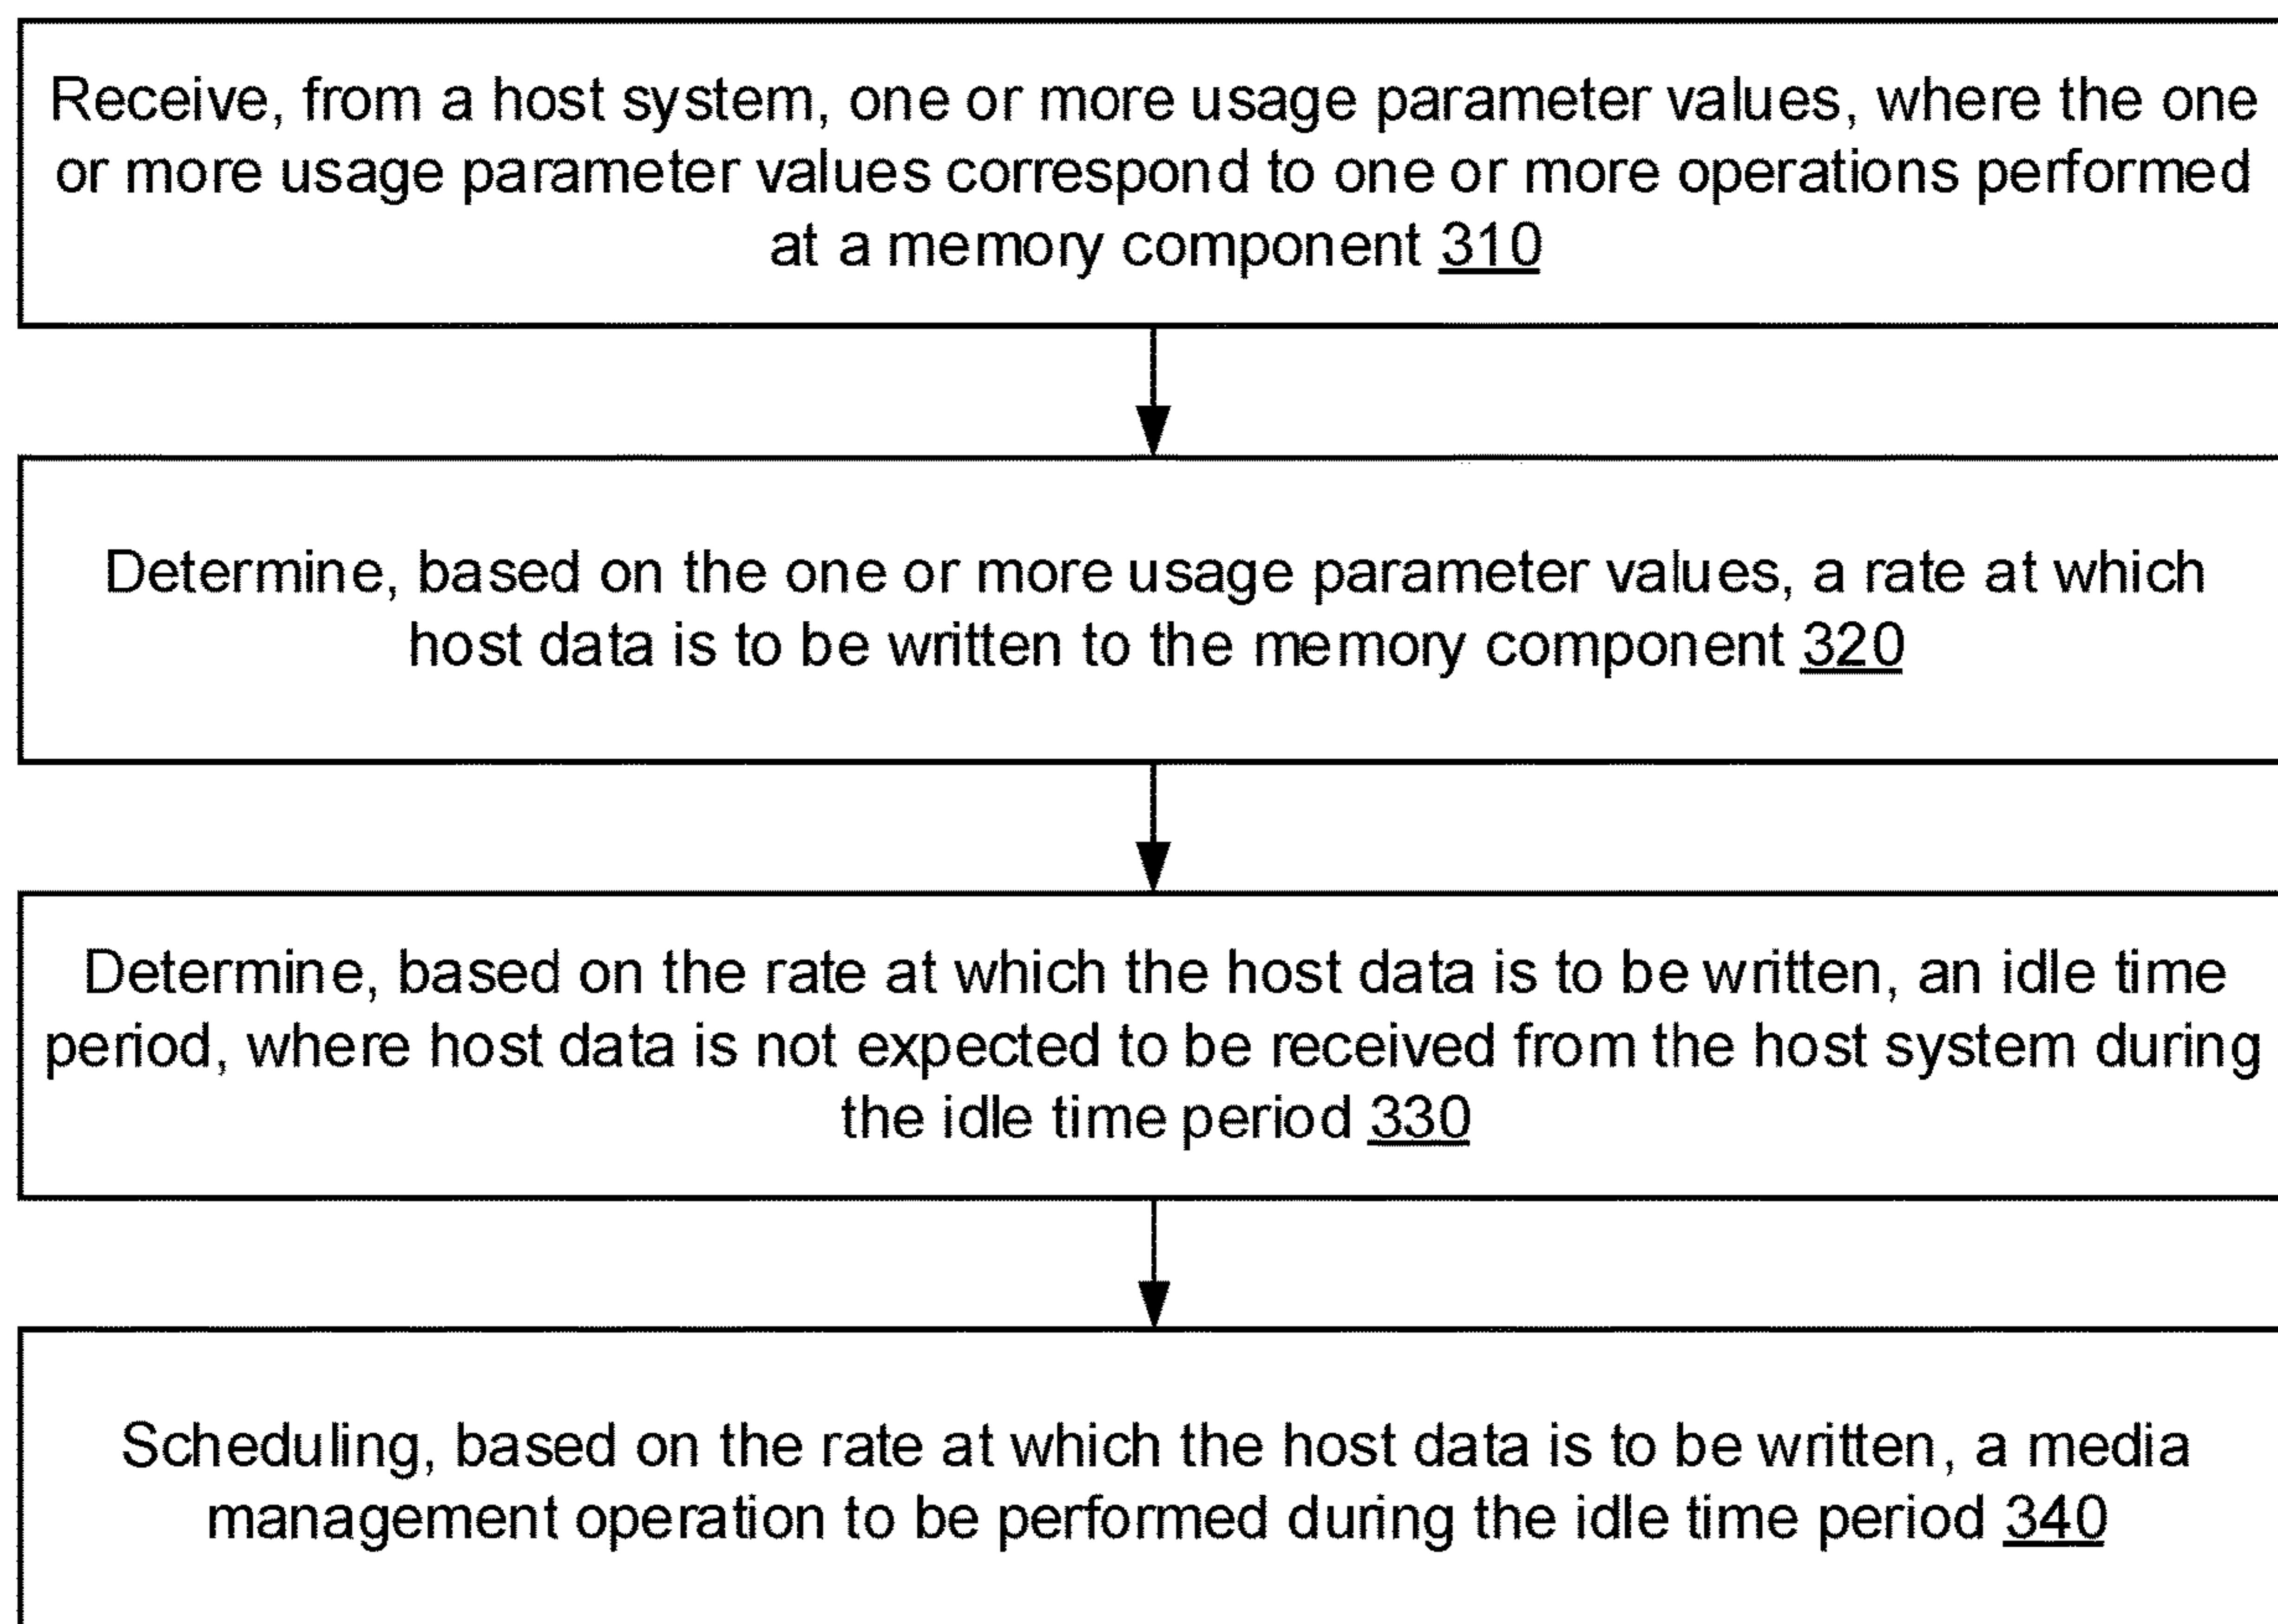 Receive, from a host system, one or more usage parameter values, where the one
or more usage parameter values correspond to one or more operations performed
at a memory component 310
Determine, based on the one or more usage parameter values, a rate at which
host data is to be written to the memory component 320
Determine, based on the rate at which the host data is to be written, an idle time
period, where host data is not expected to be received from the host system during
the idle time period 330
Scheduling, based on the rate at which the host data is to be written, a media
management operation to be performed during the idle time period 340